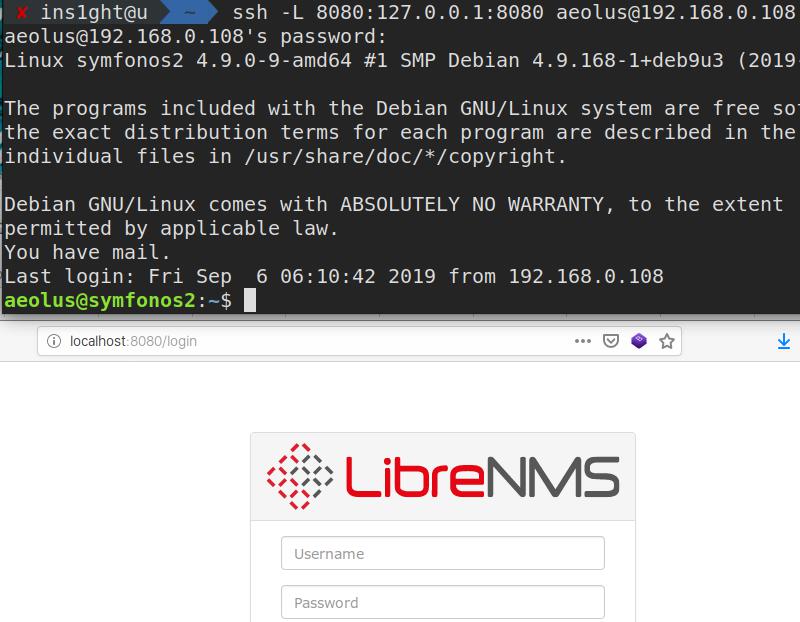 ✘ ins1ght@u ~ ssh -L 8080:127.0.0.1:8080 aeolus@192.168.0.108
aeolus@192.168.0.108's password:
Linux symfonos2 4.9.0-9-amd64 #1 SMP Debian 4.9.168-1+deb9u3 (2019-

The programs included with the Debian GNU/Linux system are free so
the exact distribution terms for each program are described in the
individual files in /usr/share/doc/*/copyright.

Debian GNU/Linux comes with ABSOLUTELY NO WARRANTY, to the extent
permitted by applicable law.
You have mail.
Last login: Fri Sep  6 06:10:42 2019 from 192.168.0.108
aeolus@symfonos2:~$
localhost:8080/login
LibreNMS
Username
Password